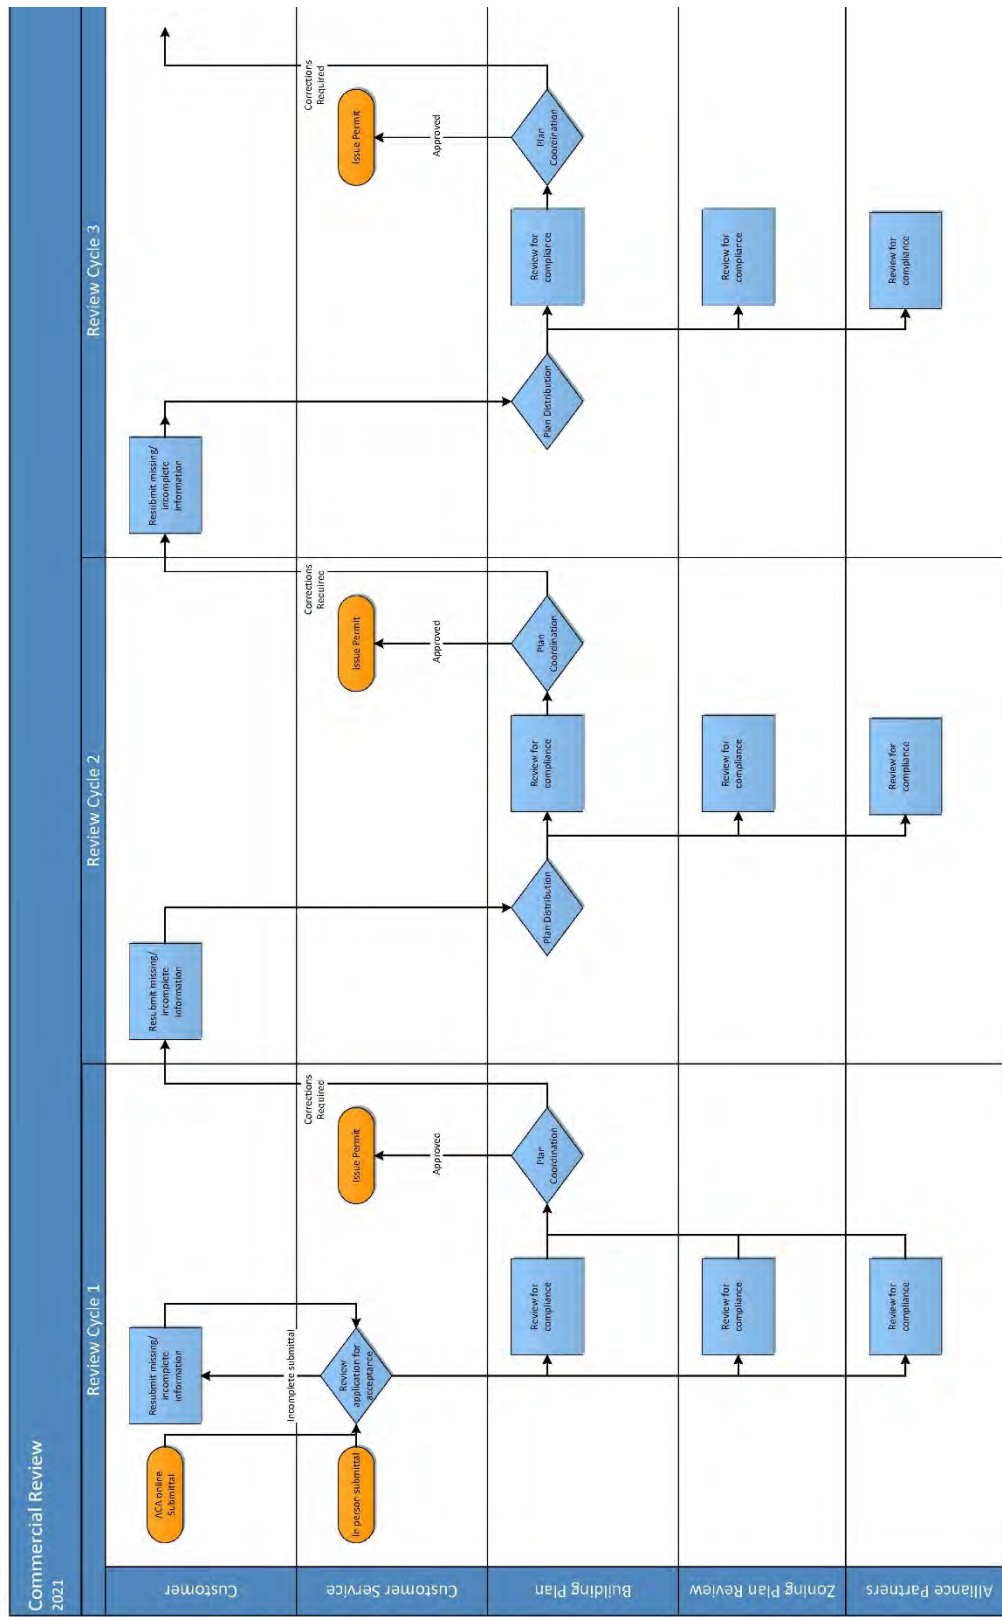 Commercial Review
2021
Review Cycle 1
Review Cycle 2
Review Cycle 3
Customer
ACA online
Submittal
Resubmit missing/
incomplete
information
Resubmit missing/
incomplete
information
Resubmit missing/
incomplete
information
Customer Service
In person submittal
Incomplete submittal
Review
application for
acceptance
Issue Permit
Approved
Corrections
Required
Issue Permit
Approved
Corrections
Required
Issue Permit
Approved
Corrections
Required
Building Plan
Review for
compliance
Plan
Coordination
Plan Distribution
Review for
compliance
Plan
Coordination
Plan Distribution
Review for
compliance
Plan
Coordination
Zoning Plan Review
Review for
compliance
Review for
compliance
Review for
compliance
Alliance Partners
Review for
compliance
Review for
compliance
Review for
compliance